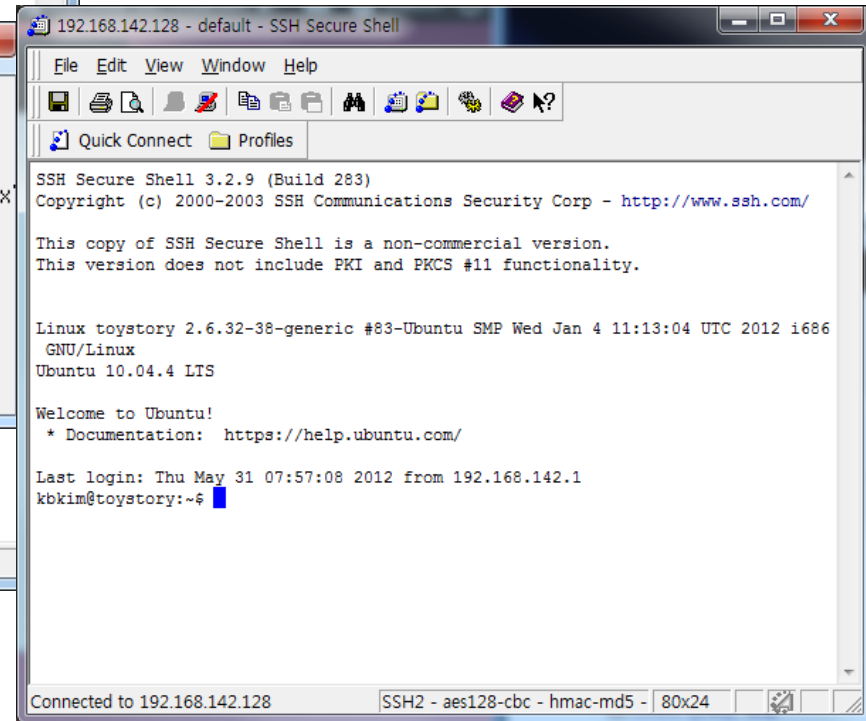 192.168.142.128 - default - SSH Secure Shell
File Edit View Window Help
Quick Connect Profiles
x'
SSH Secure Shell 3.2.9 (Build 283)
Copyright (c) 2000-2003 SSH Communications Security Corp - http://www.ssh.com/
This copy of SSH Secure Shell is a non-commercial version.
This version does not include PKI and PKCS #11 functionality.
Linux toystory 2.6.32-38-generic #83-Ubuntu SMP Wed Jan 4 11:13:04 UTC 2012 i686
GNU/Linux
Ubuntu 10.04.4 LTS
Welcome to Ubuntu!
* Documentation: https://help.ubuntu.com/
Last login: Thu May 31 07:57:08 2012 from 192.168.142.1
kbkim@toystory:~$
Connected to 192.168.142.128 SSH2 - aes128-cbc - hmac-md5 - 80x24